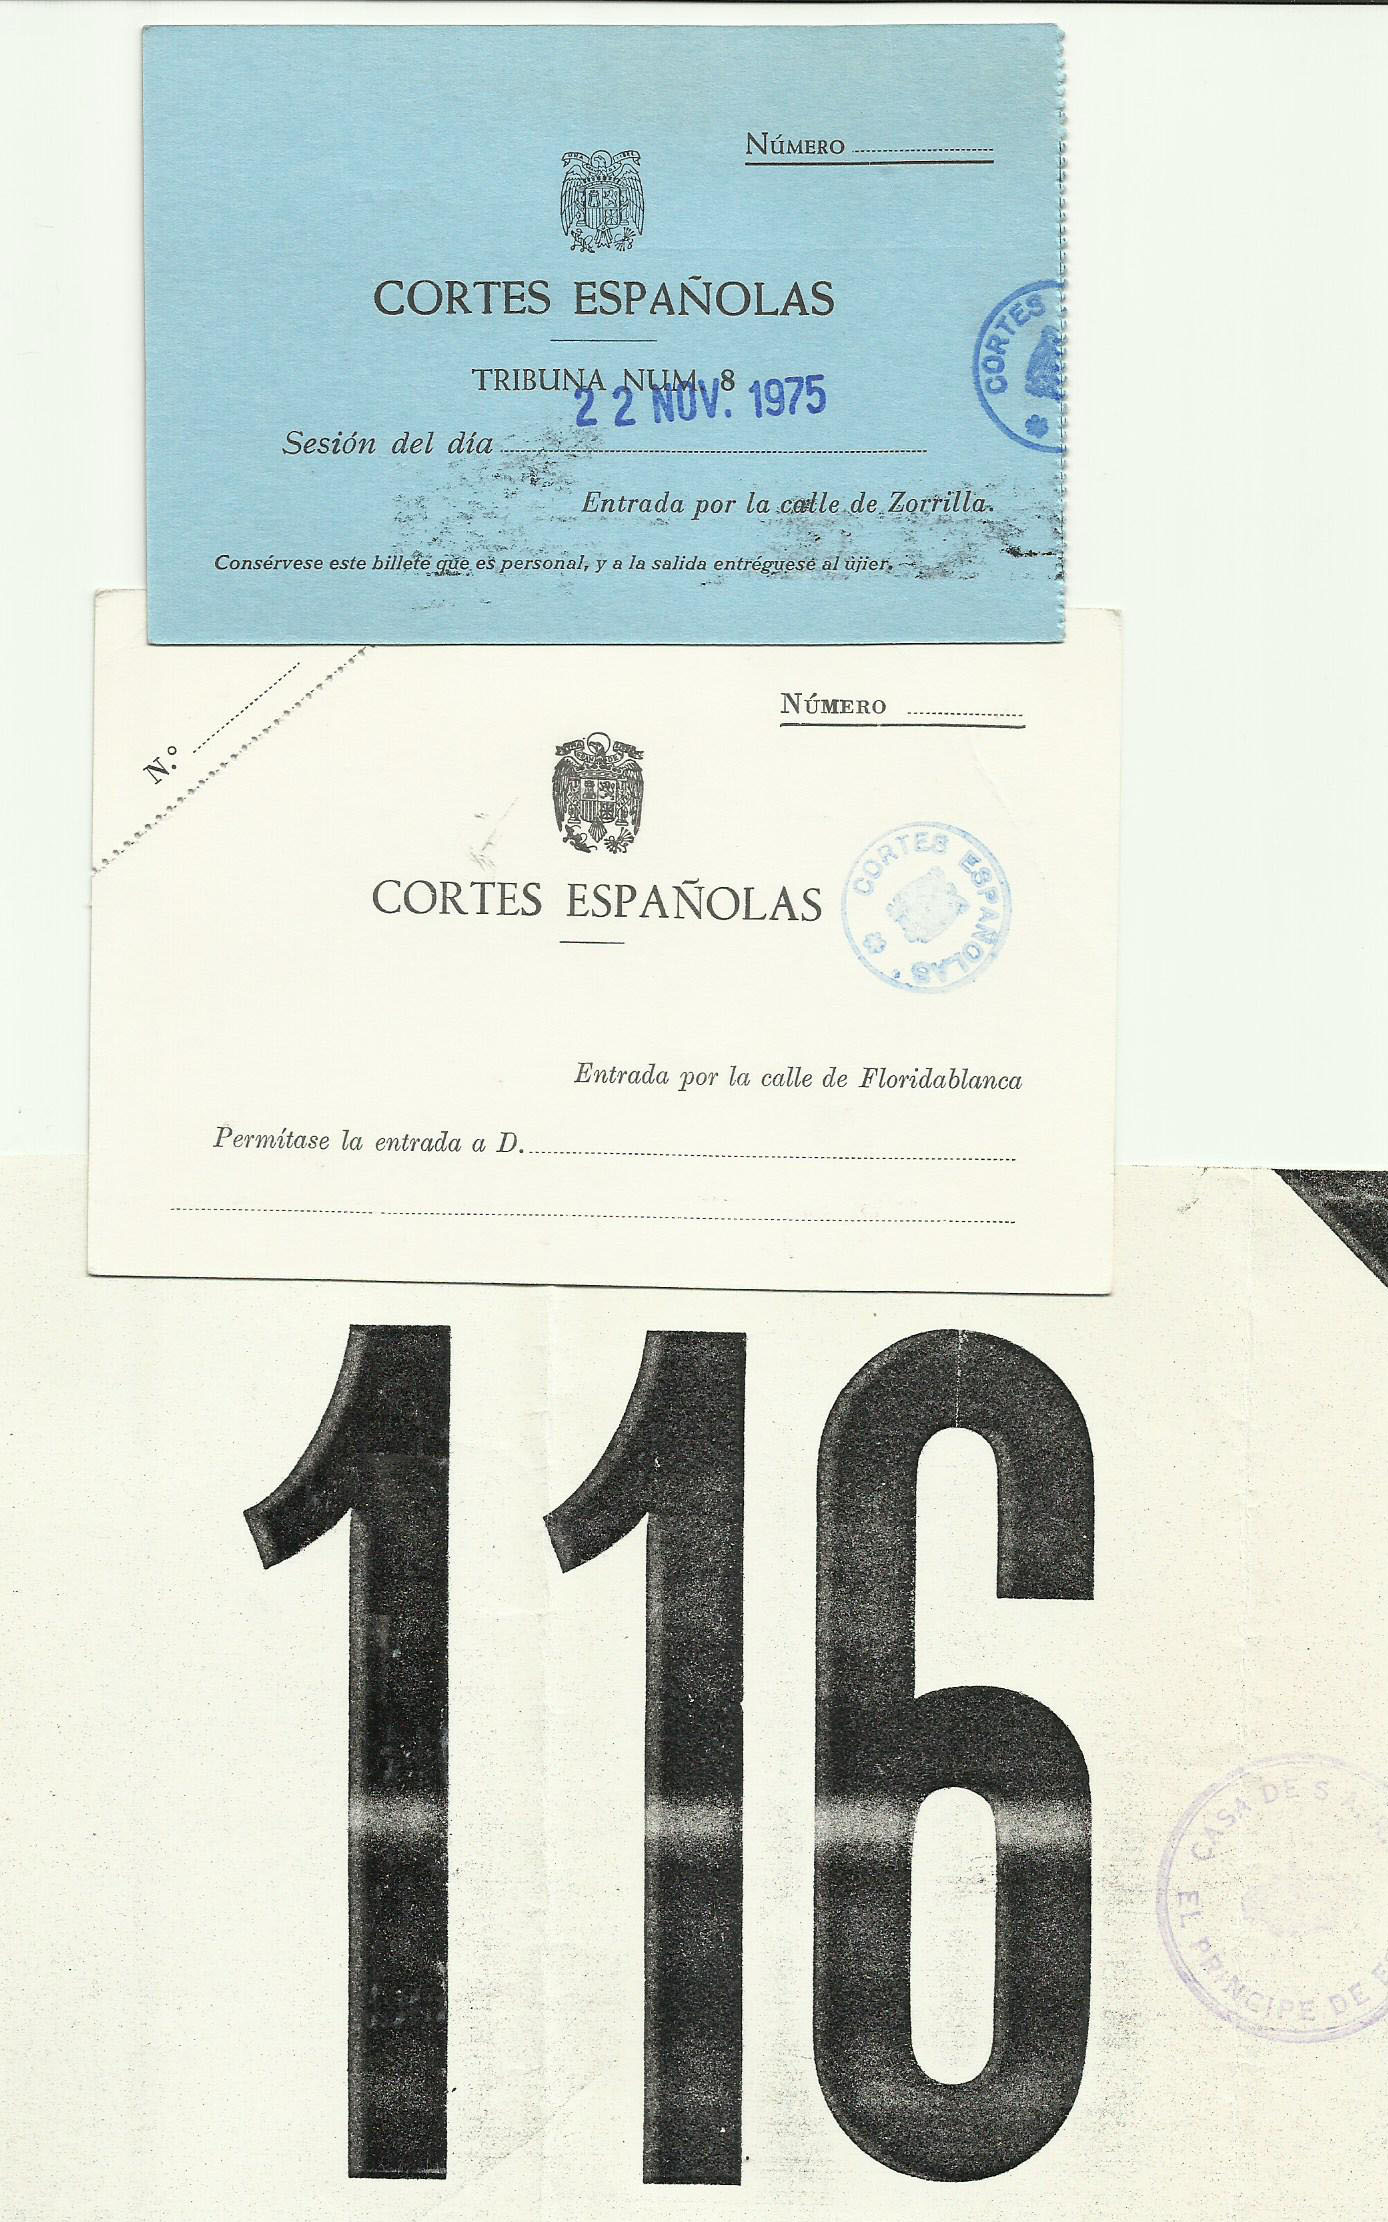 NÚMERO
CORTES ESPAÑOLAS
CORTES
TRIBUNA NUM. 8
22 NOV. 1975
Sesión del día
Entrada por la calle de Zorrilla.
Consérvese este billete que es personal, y a la salida entréguese al ujier.
N.º
NÚMERO
CORTES ESPAÑOLAS
CORTES ESPAÑOLAS
Entrada por la calle de Floridablanca
Permítase la entrada a D.
116
CASA DE S. A.
EL PRINCIPE DE